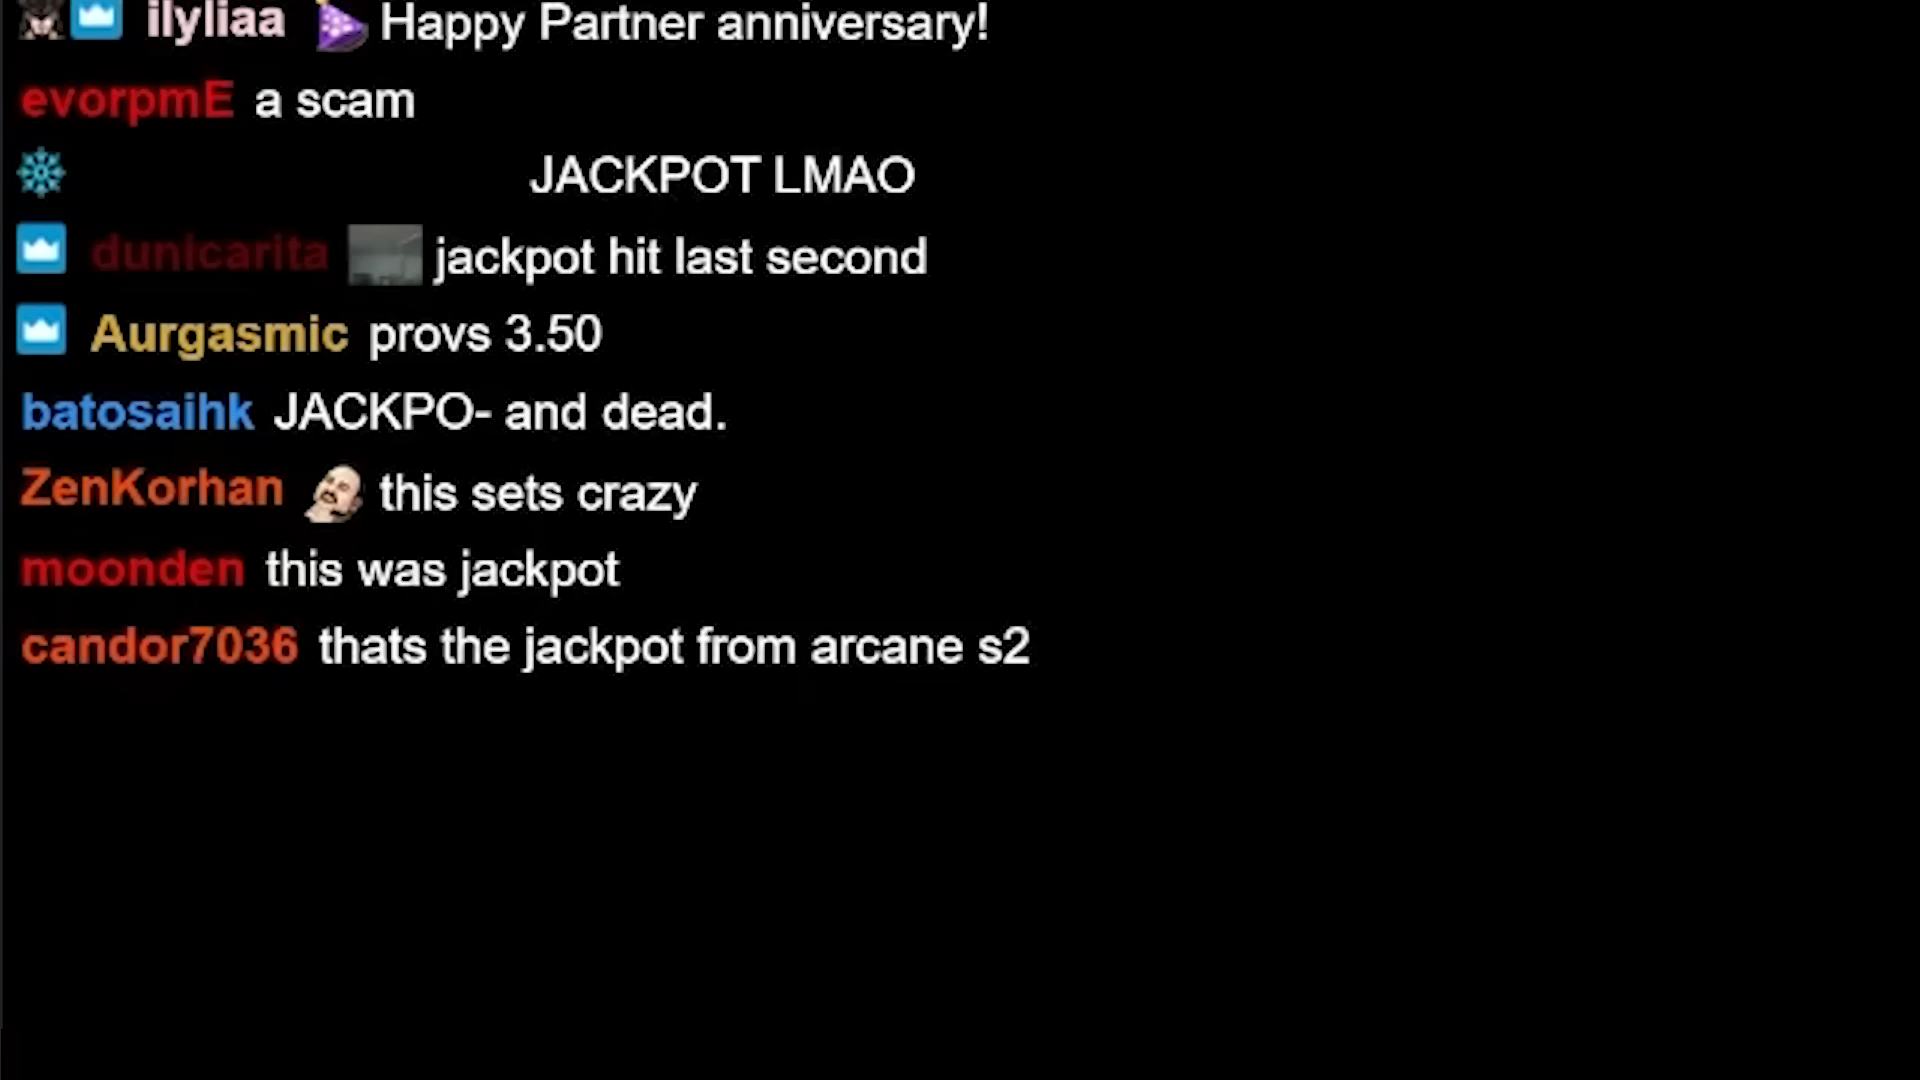 ilyliaa Happy Partner anniversary!
evorpmE a scam
JACKPOT LMAO
dunicarita jackpot hit last second
Aurgasmic provs 3.50
batosaihk JACKPO- and dead.
ZenKorhan this sets crazy
moonden this was jackpot
candor7036 thats the jackpot from arcane s2